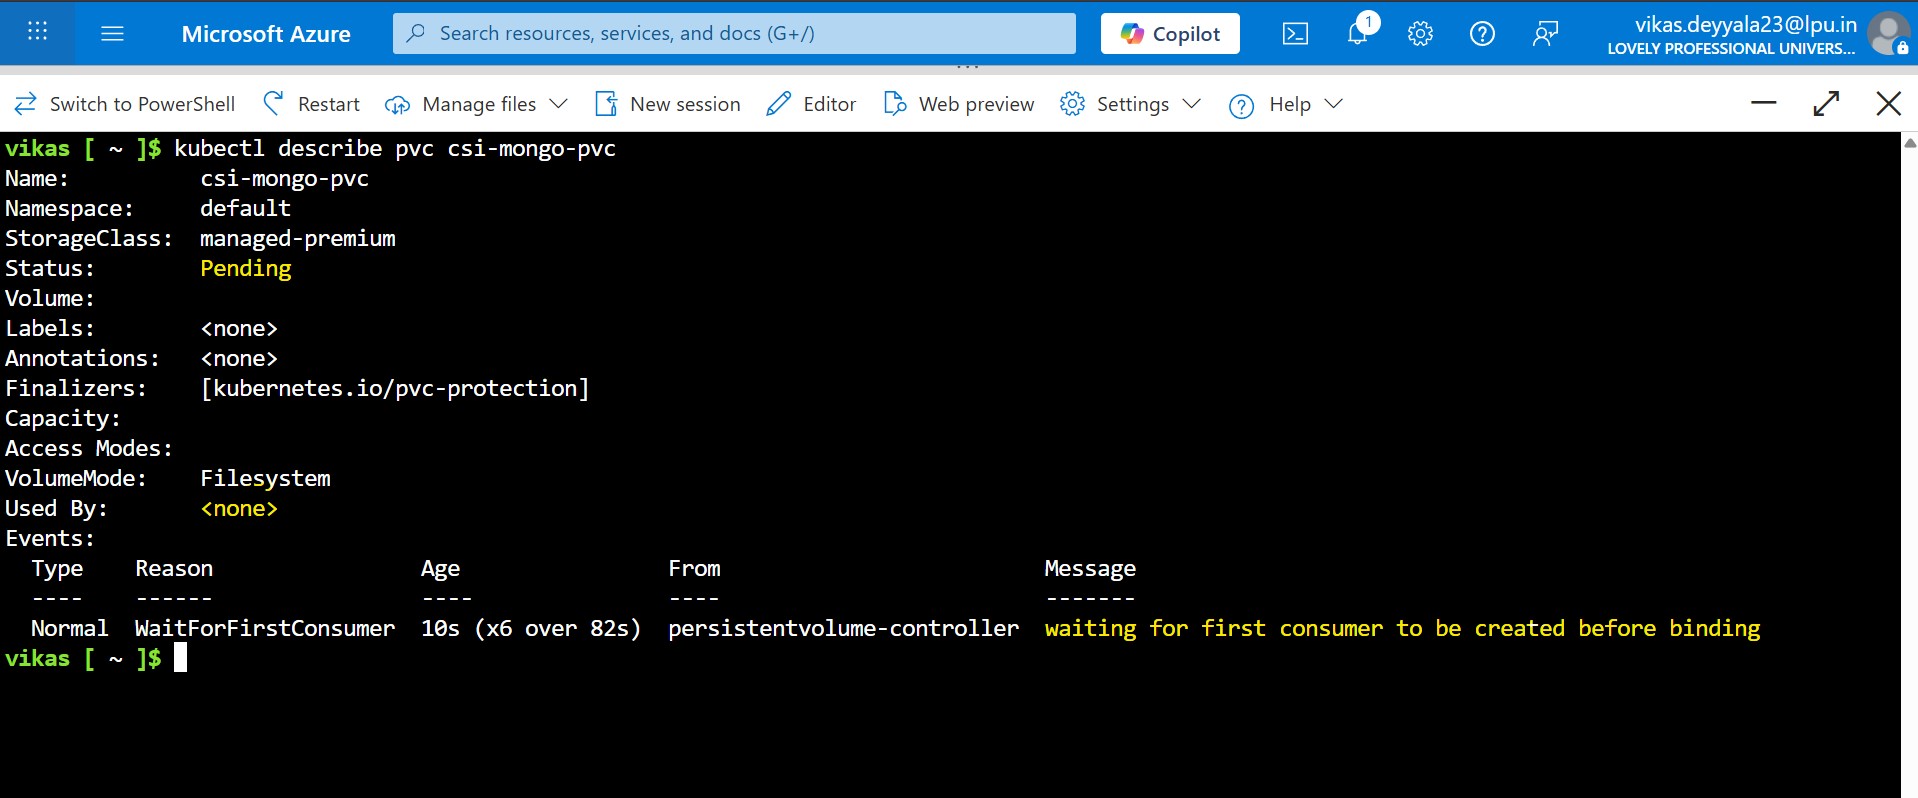 Microsoft Azure
Search resources, services, and docs (G+/)
Copilot
1
vikas.deyyala23@lpu.in
LOVELY PROFESSIONAL UNIVERS...
Switch to PowerShell
Restart
Manage files
New session
Editor
Web preview
Settings
Help
vikas [ ~ ]$ kubectl describe pvc csi-mongo-pvc
Name:          csi-mongo-pvc
Namespace:     default
StorageClass:  managed-premium
Status:        Pending
Volume:
Labels:        <none>
Annotations:   <none>
Finalizers:    [kubernetes.io/pvc-protection]
Capacity:
Access Modes:
VolumeMode:    Filesystem
Used By:       <none>
Events:
  Type    Reason                Age                From                         Message
  ----    ------                ----               ----                         -------
  Normal  WaitForFirstConsumer  10s (x6 over 82s)  persistentvolume-controller  waiting for first consumer to be created before binding
vikas [ ~ ]$